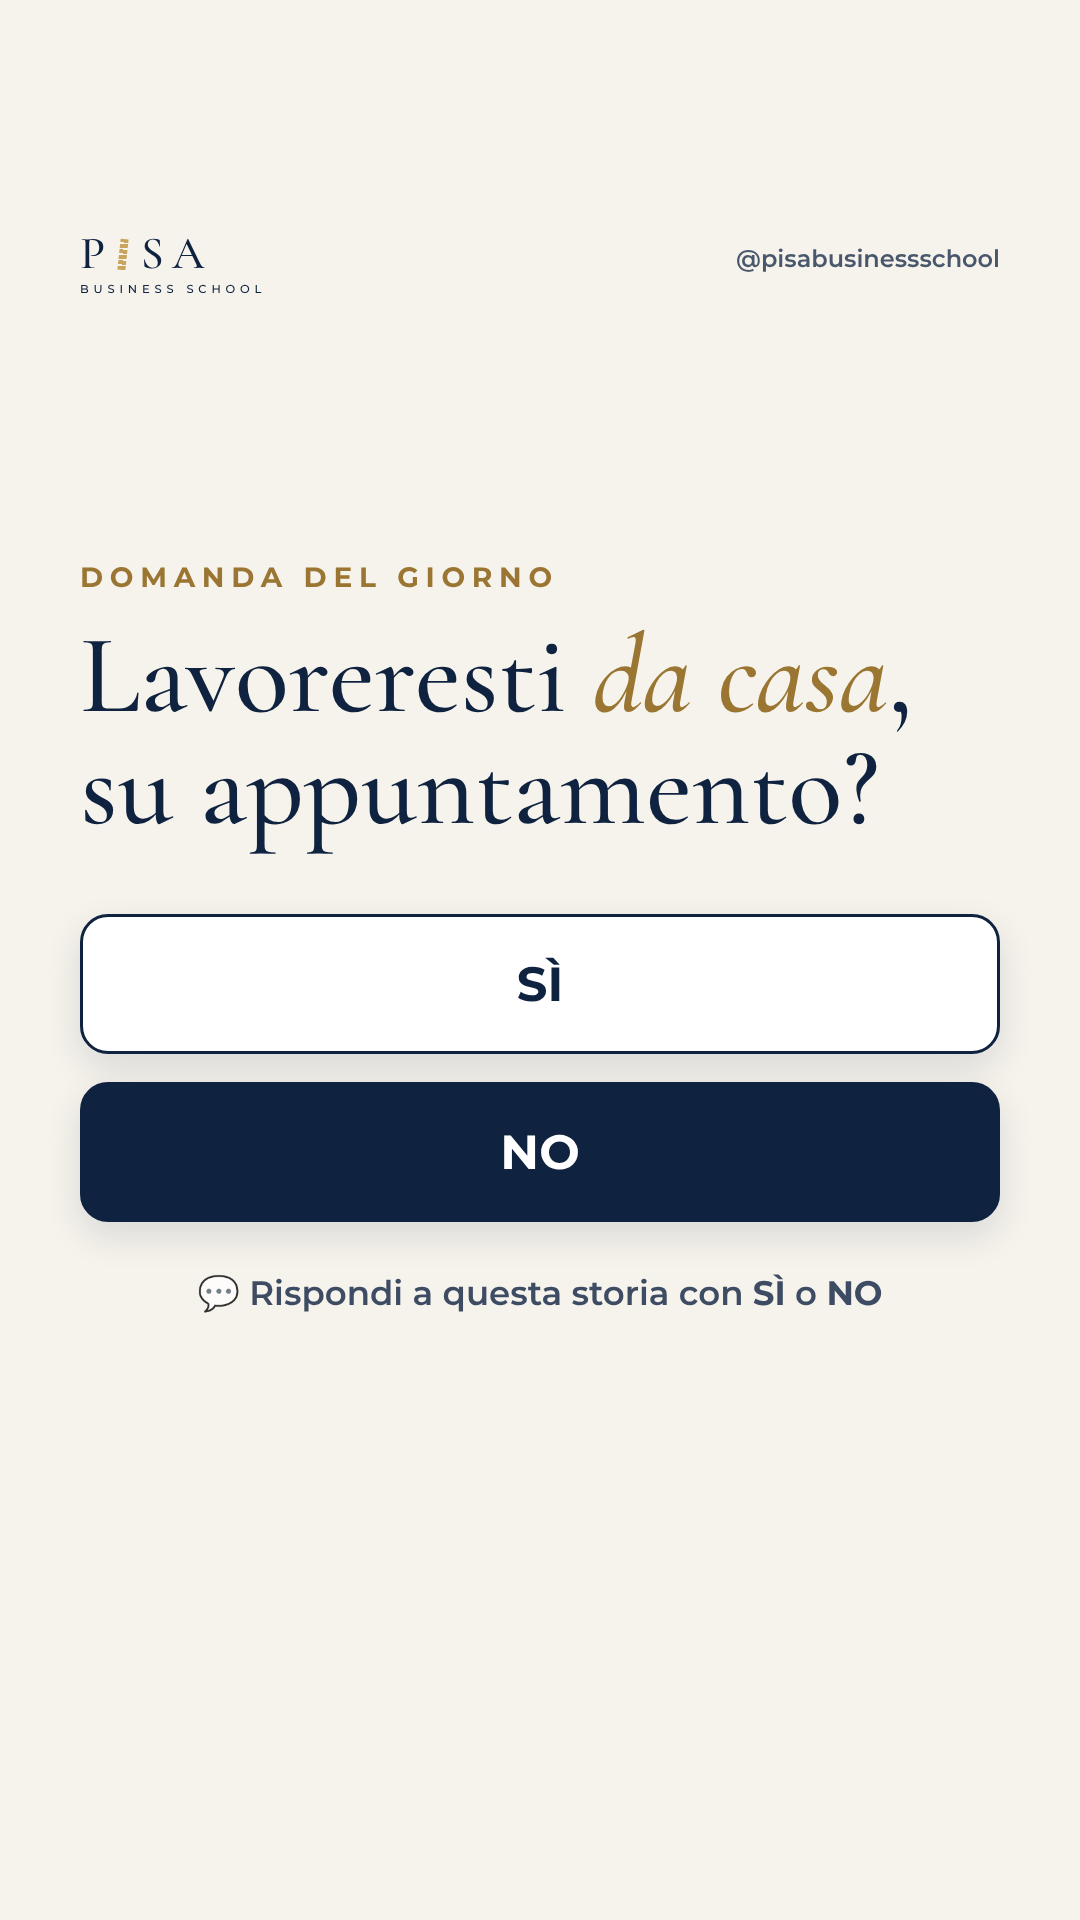 PISA
BUSINESS SCHOOL
@pisabusinessschool
DOMANDA DEL GIORNO
Lavoreresti da casa,
su appuntamento?
SÌ
NO
💬 Rispondi a questa storia con SÌ o NO